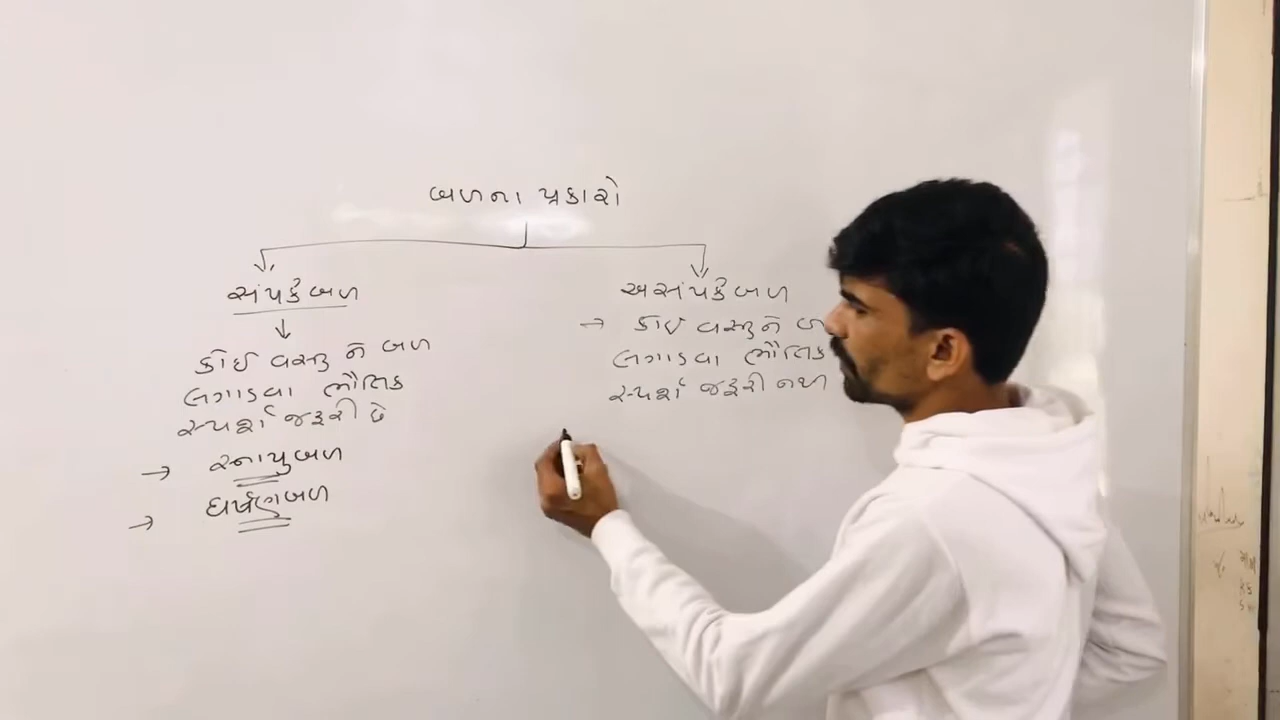 બળના પ્રકારો
સંપર્કબળ
કોઈ વસ્તુ ને બળ
લગાડવા ભૌતિક
સ્પર્શ જરૂરી છે
→ સ્નાયુબળ
→ ઘર્ષણબળ
અસંપર્કબળ
→ કોઈ વસ્તુ ને
લગાડવા ભૌતિક
સ્પર્શ જરૂરી નથી